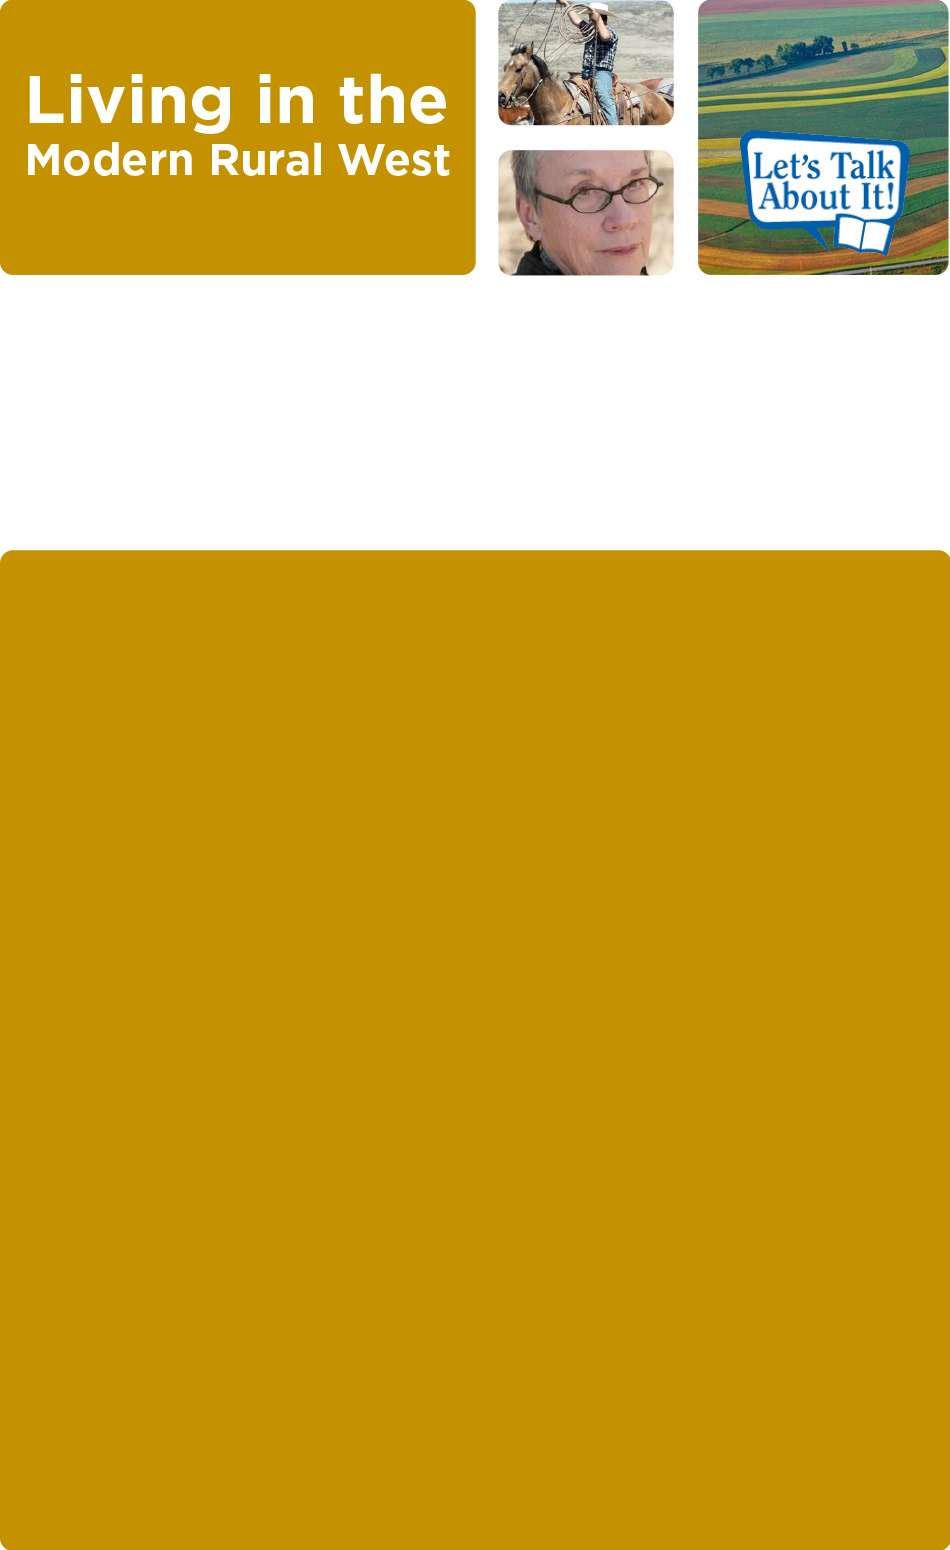 Living in the
Modern Rural West
Let's Talk
About It!